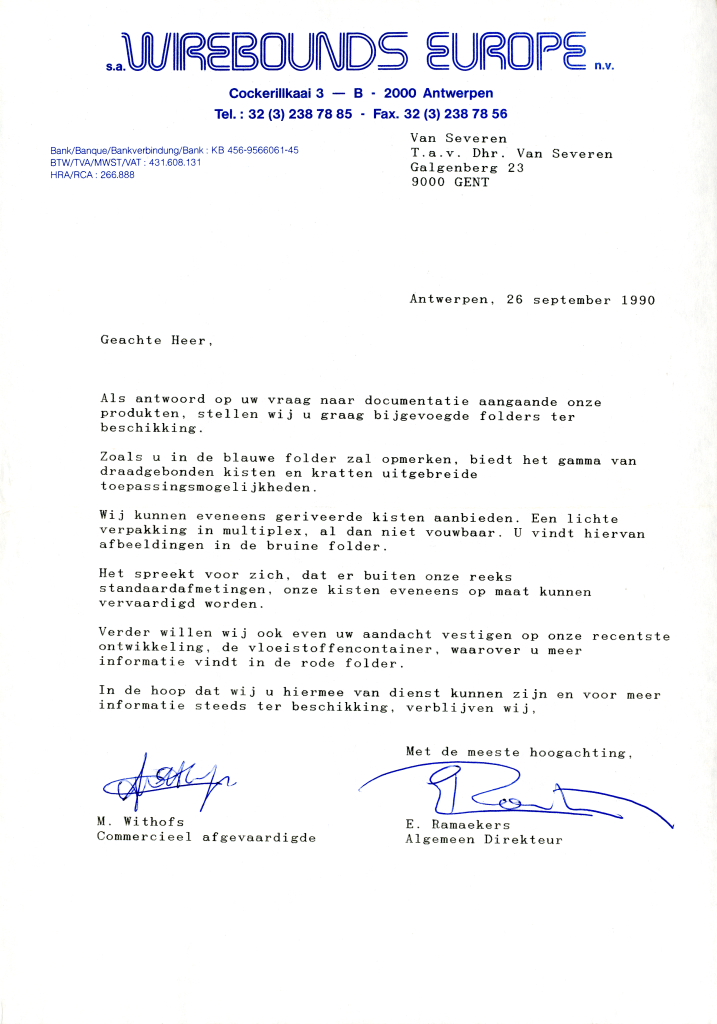 s.a. WIREBOUNDS EUROPE n.v.
Cockerillkaai 3 — B - 2000 Antwerpen
Tel. : 32 (3) 238 78 85 - Fax. 32 (3) 238 78 56
Bank/Banque/Bankverbindung/Bank : KB 456-9566061-45
BTW/TVA/MWST/VAT : 431.608.131
HRA/RCA : 266.888
Van Severen
T.a.v. Dhr. Van Severen
Galgenberg 23
9000 GENT
Antwerpen, 26 september 1990
Geachte Heer,
Als antwoord op uw vraag naar documentatie aangaande onze
produkten, stellen wij u graag bijgevoegde folders ter
beschikking.
Zoals u in de blauwe folder zal opmerken, biedt het gamma van
draadgebonden kisten en kratten uitgebreide
toepassingsmogelijkheden.
Wij kunnen eveneens geriveerde kisten aanbieden. Een lichte
verpakking in multiplex, al dan niet vouwbaar. U vindt hiervan
afbeeldingen in de bruine folder.
Het spreekt voor zich, dat er buiten onze reeks
standaardafmetingen, onze kisten eveneens op maat kunnen
vervaardigd worden.
Verder willen wij ook even uw aandacht vestigen op onze recentste
ontwikkeling, de vloeistoffencontainer, waarover u meer
informatie vindt in de rode folder.
In de hoop dat wij u hiermee van dienst kunnen zijn en voor meer
informatie steeds ter beschikking, verblijven wij,
Met de meeste hoogachting,
M. Withofs
Commercieel afgevaardigde
E. Ramaekers
Algemeen Direkteur